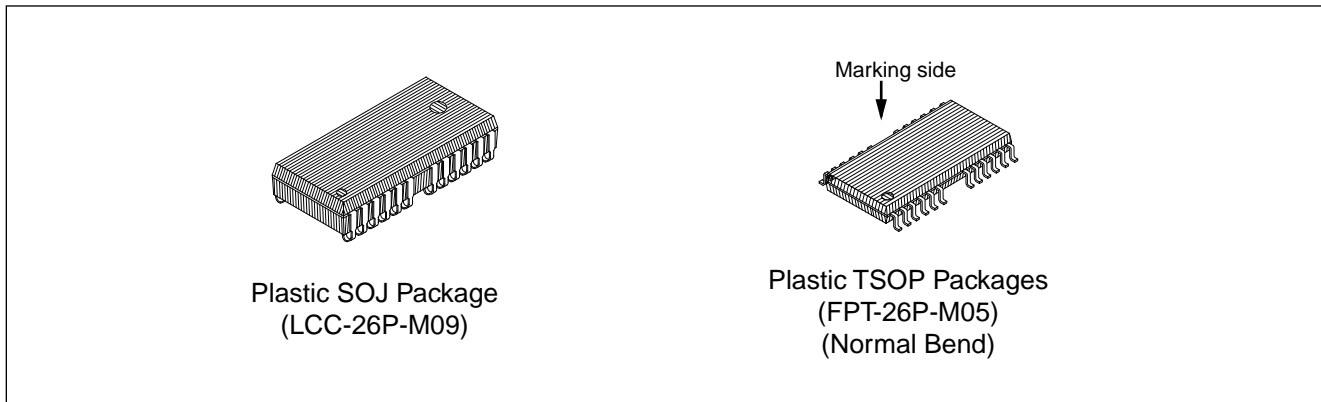 Marking side
Plastic SOJ Package
(LCC-26P-M09)
Plastic TSOP Packages
(FPT-26P-M05)
(Normal Bend)